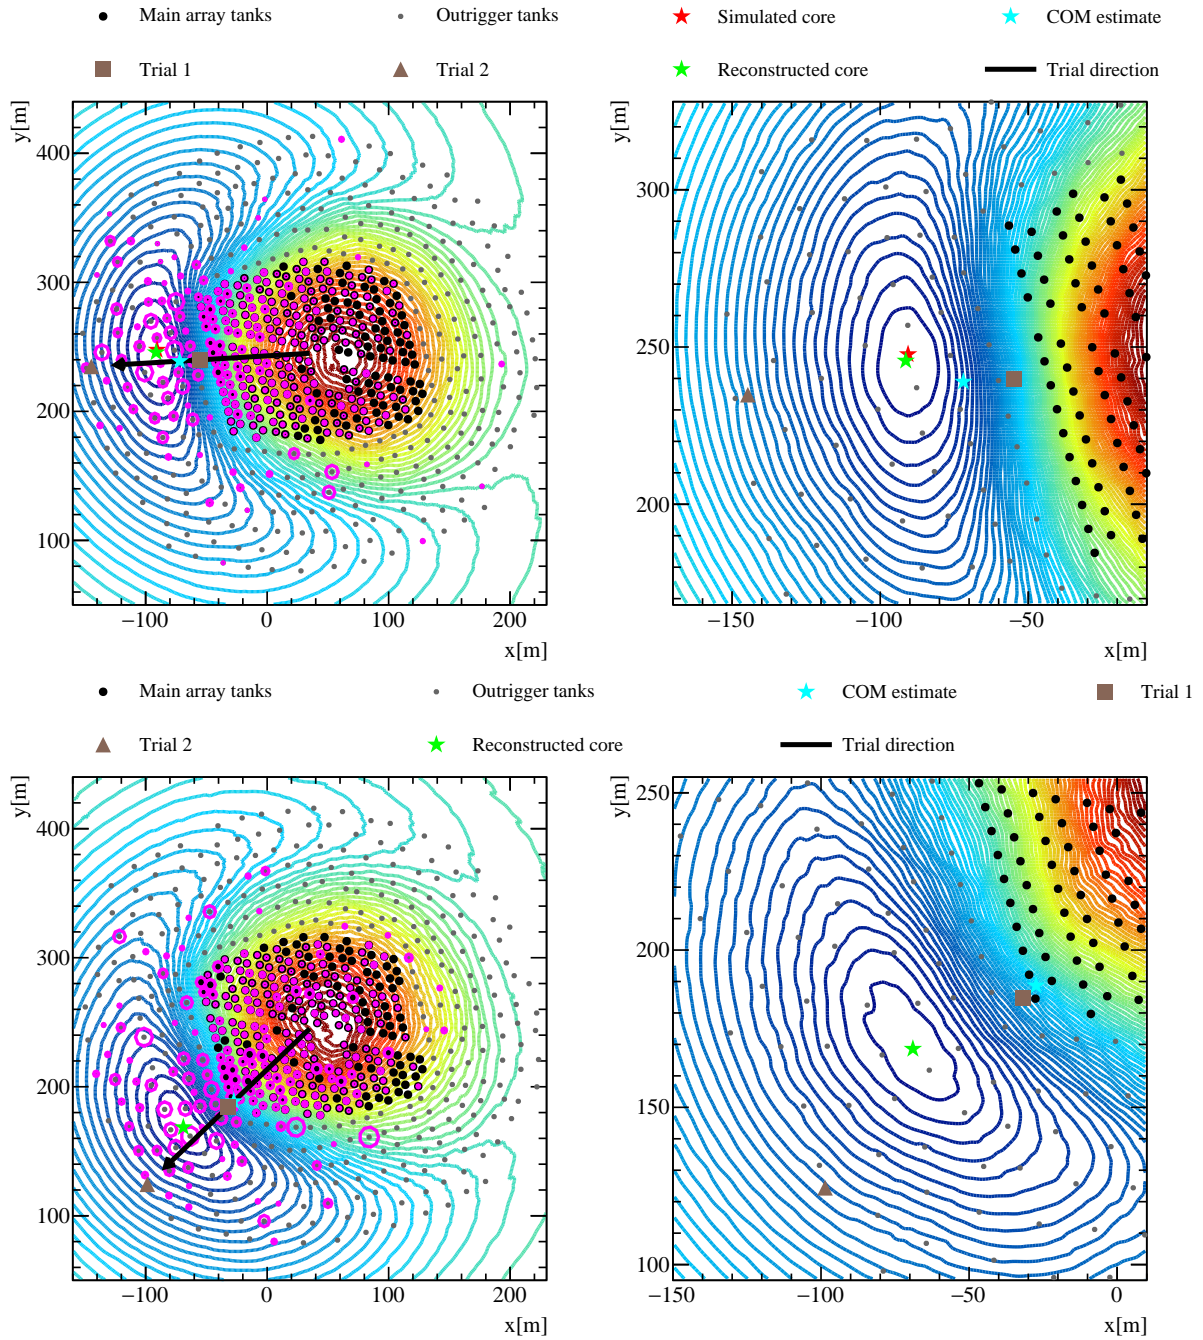 Main array tanks Outrigger tanks Simulated core COM estimate
Trial 1 Trial 2 Reconstructed core Trial direction
y[m] y[m]
400
300
200
100
−100 0 100 200
x[m]
300
250
200
−150 −100 −50
x[m]
Main array tanks Outrigger tanks COM estimate Trial 1
Trial 2 Reconstructed core Trial direction
y[m] y[m]
400
300
200
100
−100 0 100 200
x[m]
250
200
150
100
−150 −100 −50 0
x[m]